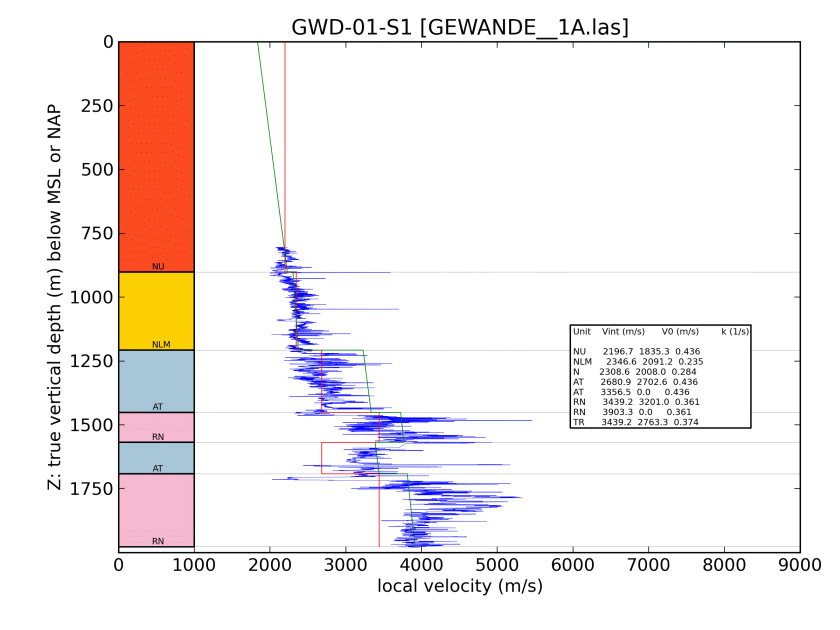 GWD-01-S1 [GEWANDE__1A.las]
Z: true vertical depth (m) below MSL or NAP
0
250
500
750
1000
1250
1500
1750
NU
NLM
AT
RN
AT
RN
Unit Vint (m/s) V0 (m/s) k (1/s)
NU 2196.7 1835.3 0.436
NLM 2346.6 2091.2 0.235
N 2308.6 2008.0 0.284
AT 2680.9 2702.6 0.436
AT 3356.5 0.0 0.436
RN 3439.2 3201.0 0.361
RN 3903.3 0.0 0.361
TR 3439.2 2763.3 0.374
0 1000 2000 3000 4000 5000 6000 7000 8000 9000
local velocity (m/s)